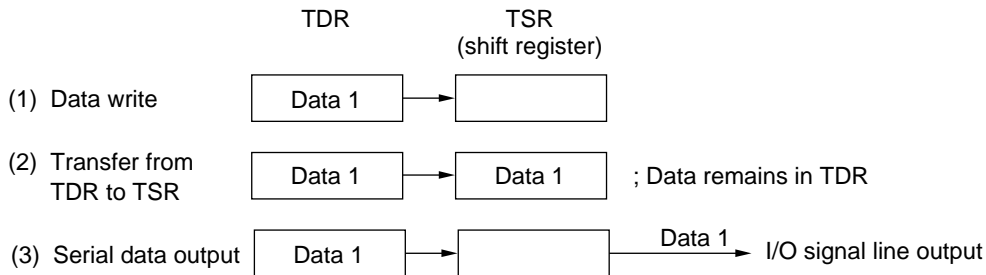 TDR
TSR
(shift register)
(1) Data write
Data 1
(2) Transfer from
TDR to TSR
Data 1
Data 1
; Data remains in TDR
(3) Serial data output
Data 1
Data 1
I/O signal line output